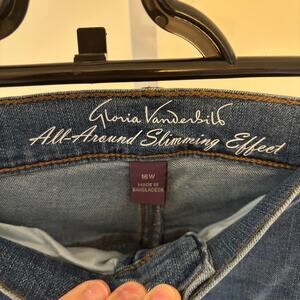 Gloria Vanderbilt
All-Around Slimming Effect
16W
MADE IN
BANGLADESH